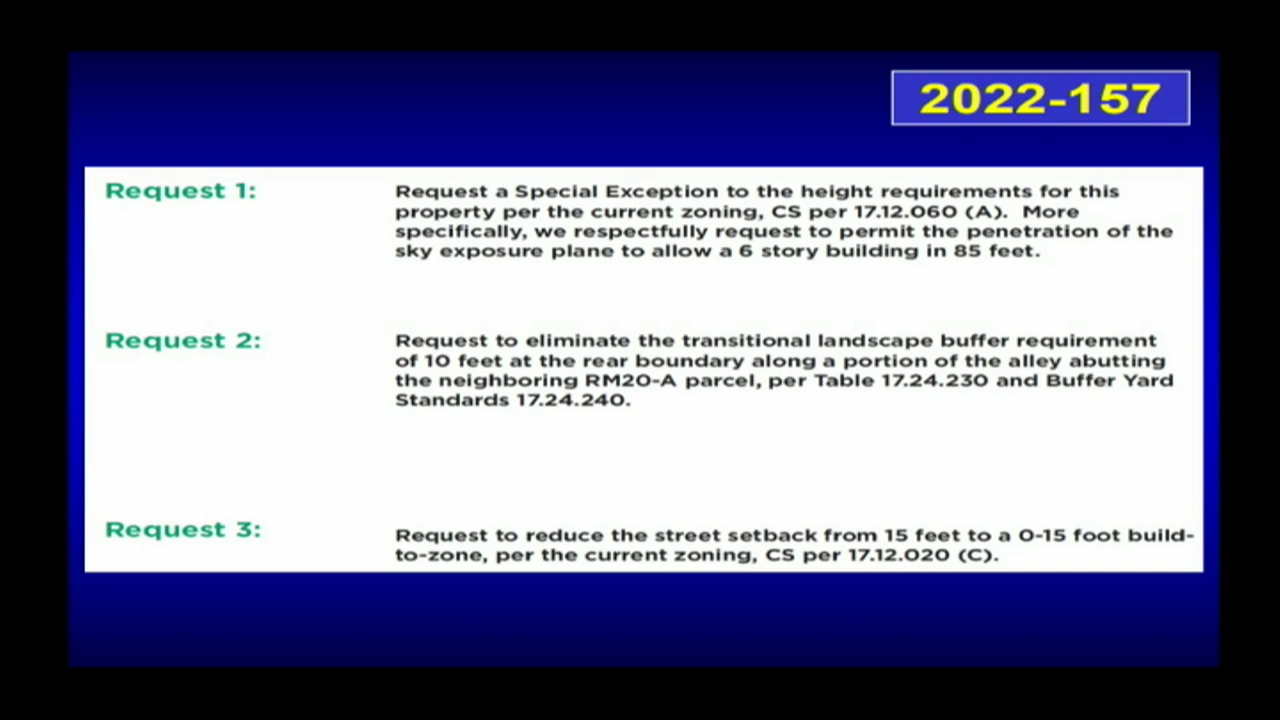 2022-157
Request 1:
Request a Special Exception to the height requirements for this
property per the current zoning, CS per 17.12.060 (A).  More
specifically, we respectfully request to permit the penetration of the
sky exposure plane to allow a 6 story building in 85 feet.
Request 2:
Request to eliminate the transitional landscape buffer requirement
of 10 feet at the rear boundary along a portion of the alley abutting
the neighboring RM20-A parcel, per Table 17.24.230 and Buffer Yard
Standards 17.24.240.
Request 3:
Request to reduce the street setback from 15 feet to a 0-15 foot build-
to-zone, per the current zoning, CS per 17.12.020 (C).